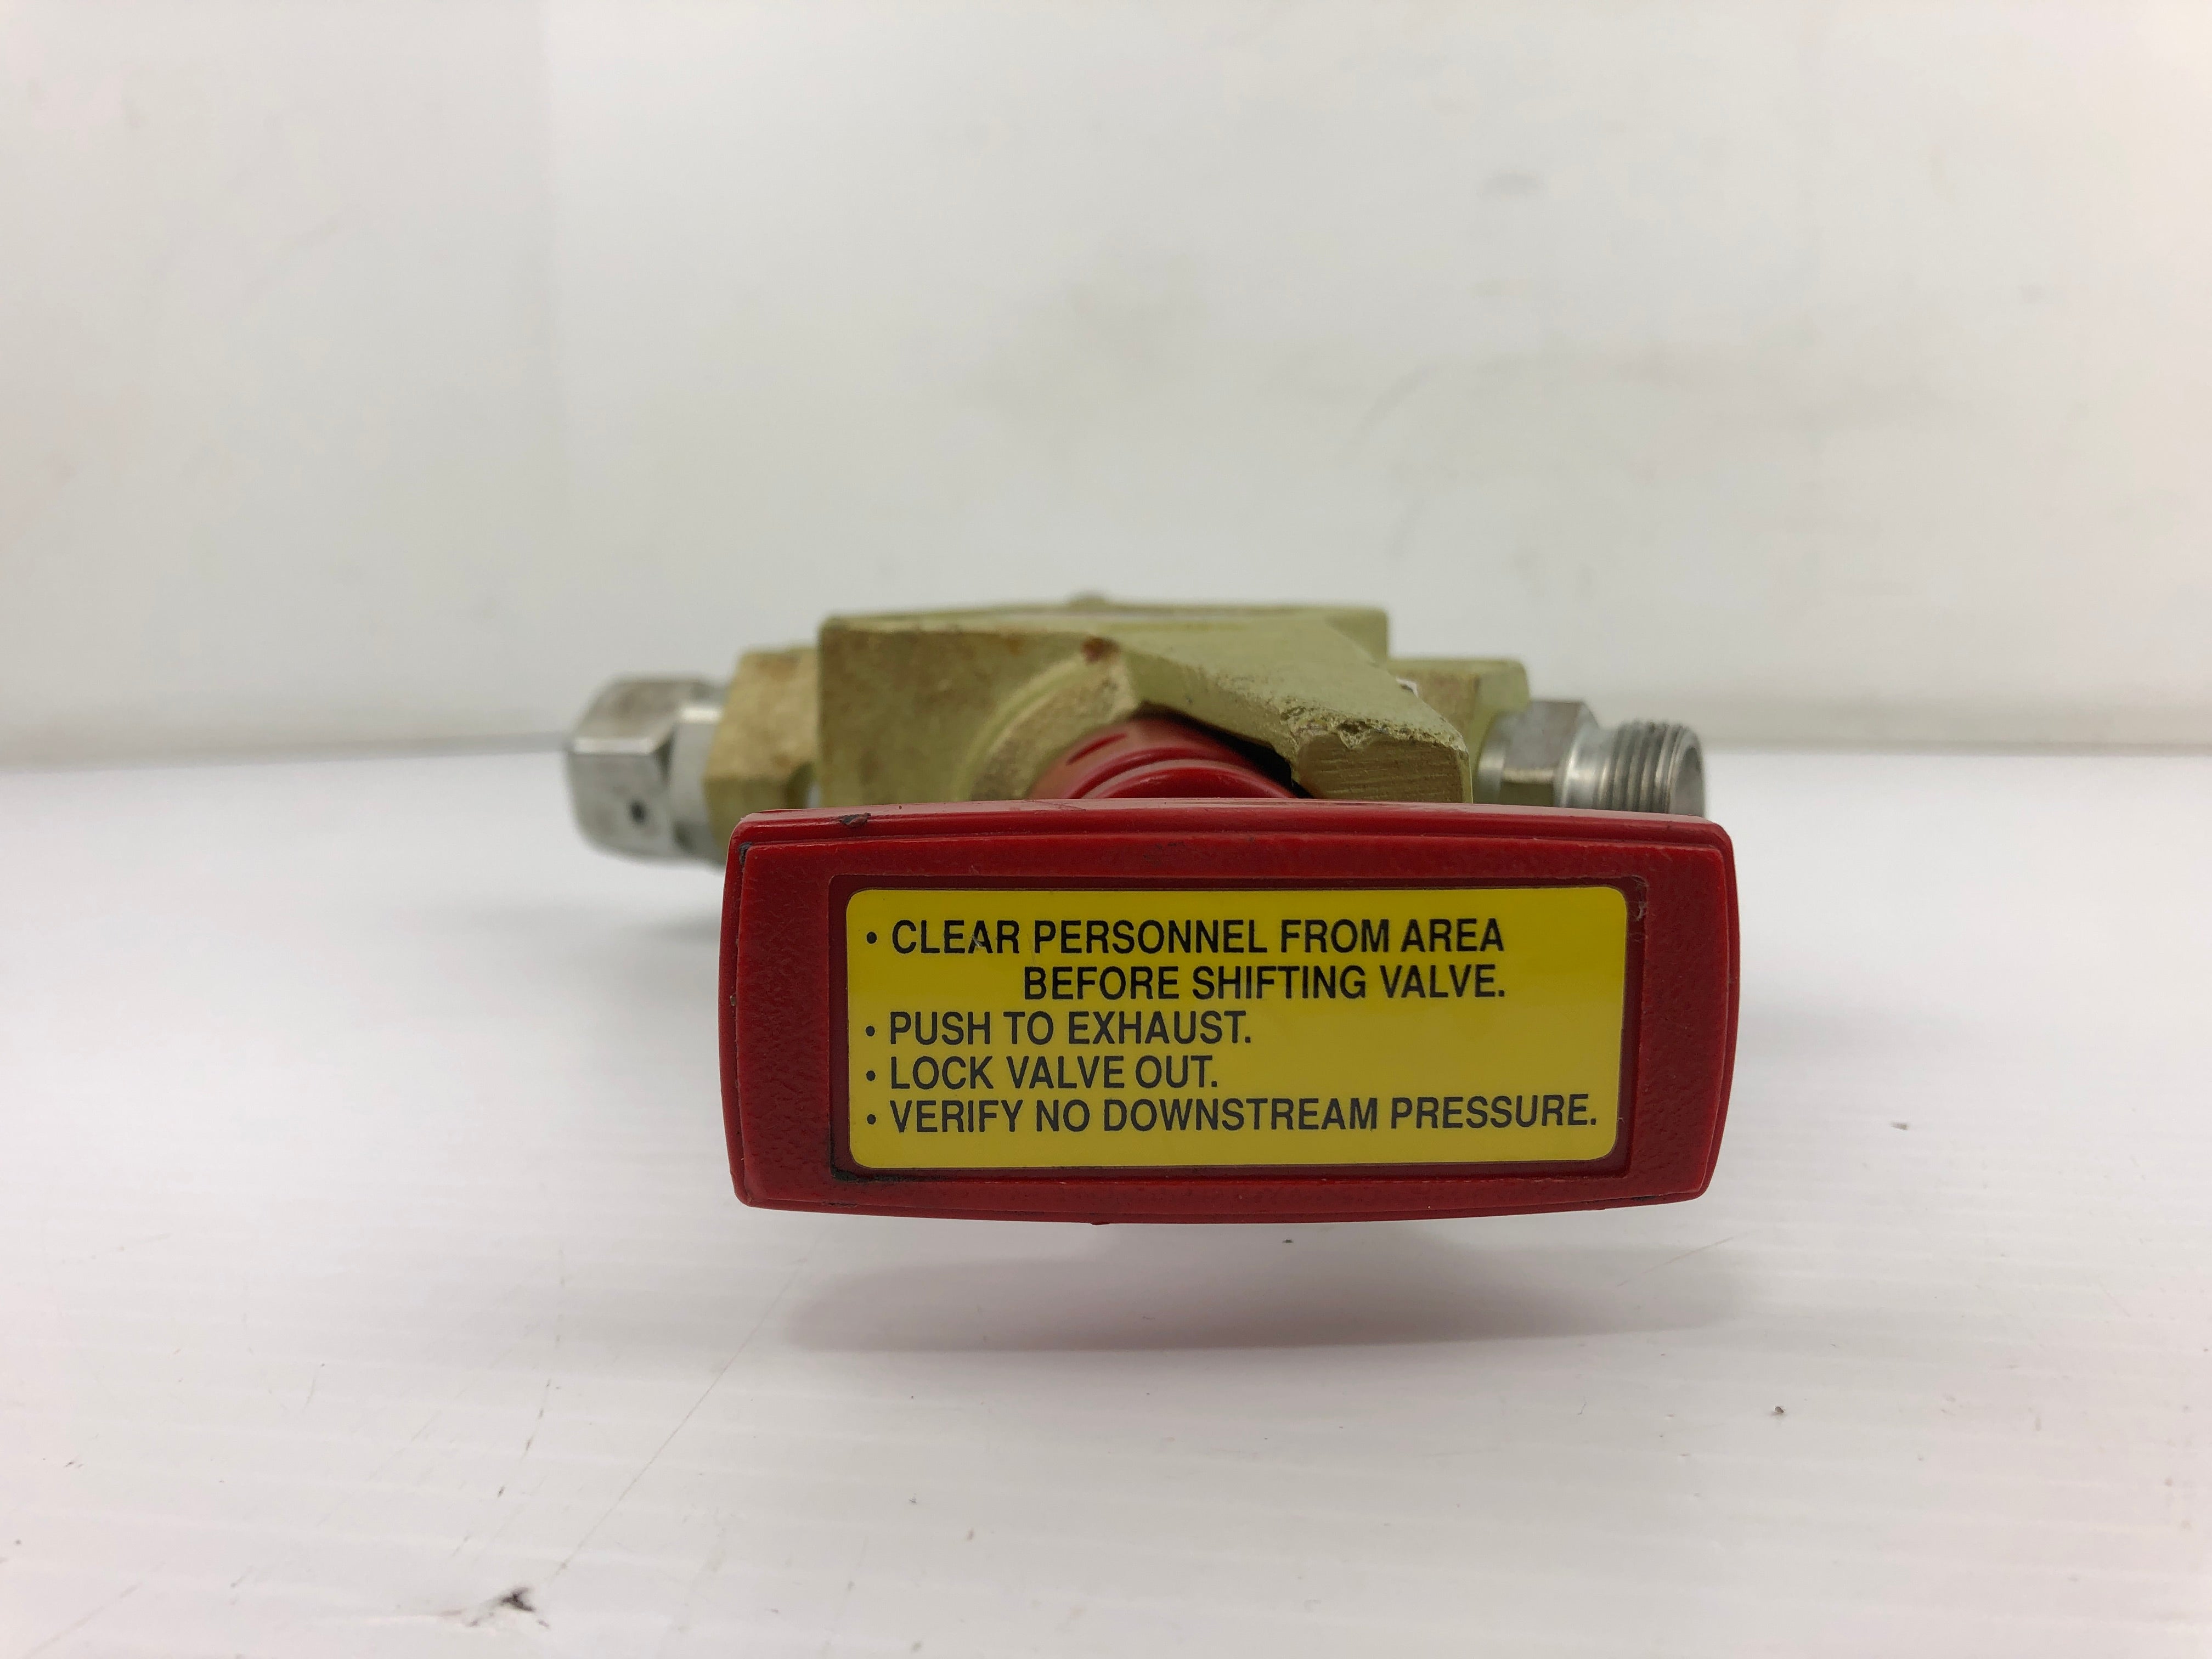 • CLEAR PERSONNEL FROM AREA
BEFORE SHIFTING VALVE.
• PUSH TO EXHAUST.
• LOCK VALVE OUT.
• VERIFY NO DOWNSTREAM PRESSURE.